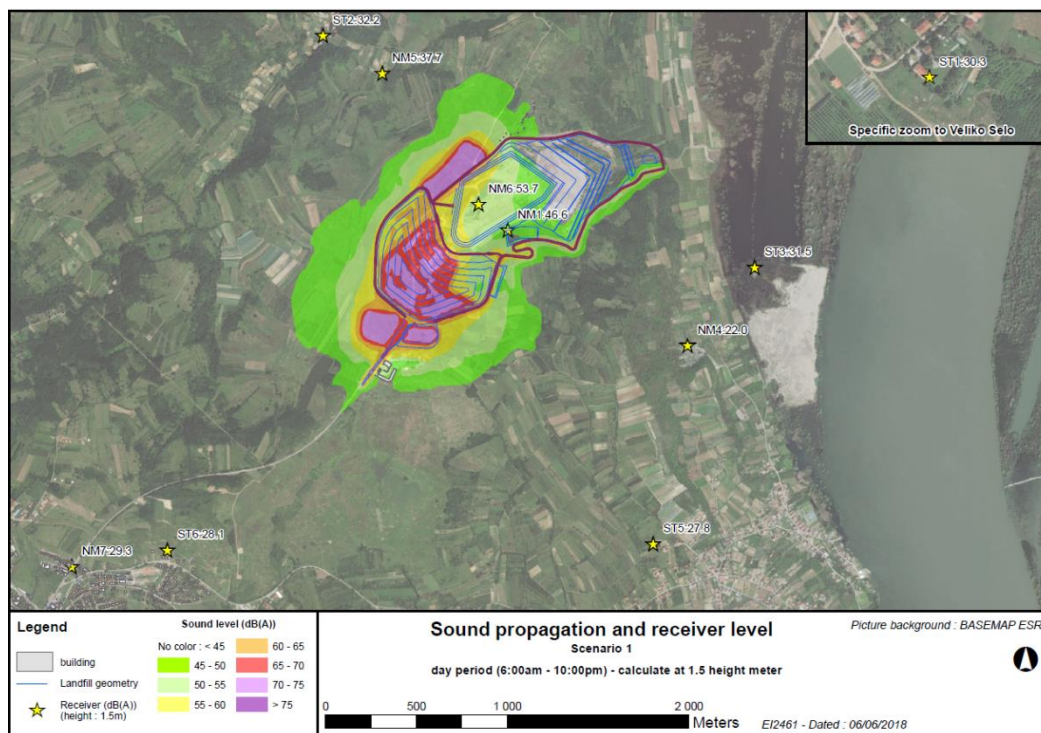 ST2:32.2
NM5:37.7
ST1:30.3
Specific zoom to Veliko Selo
NM6:53.7
NM1:46.6
ST3:31.5
NM4:22.0
ST6:28.1
ST5:27.8
NM7:29.3
Legend
building
Landfill geometry
Receiver (dB(A))
(height : 1.5m)
Sound level (dB(A))
No color : < 45
45 - 50
50 - 55
55 - 60
60 - 65
65 - 70
70 - 75
> 75
Sound propagation and receiver level
Scenario 1
day period (6:00am - 10:00pm) - calculate at 1.5 height meter
0 500 1 000 2 000
Meters
Picture background : BASEMAP ESR
EI2461 - Dated : 06/06/2018